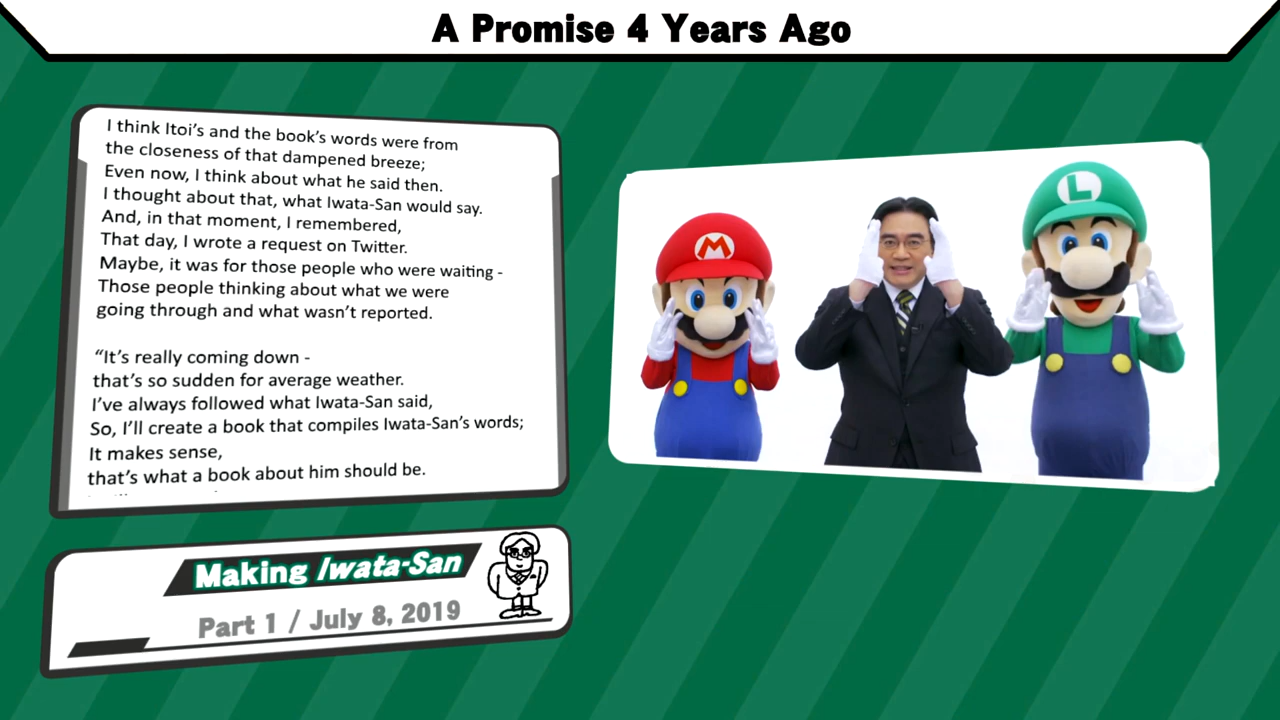 A Promise 4 Years Ago
I think Itoi's and the book's words were from
the closeness of that dampened breeze;
Even now, I think about what he said then.
I thought about that, what Iwata-San would say.
And, in that moment, I remembered,
That day, I wrote a request on Twitter.
Maybe, it was for those people who were waiting -
Those people thinking about what we were
going through and what wasn't reported.
“It's really coming down -
that's so sudden for average weather.
I've always followed what Iwata-San said,
So, I'll create a book that compiles Iwata-San's words;
It makes sense,
that's what a book about him should be.
Making Iwata-San
Part 1 / July 8, 2019
M
L